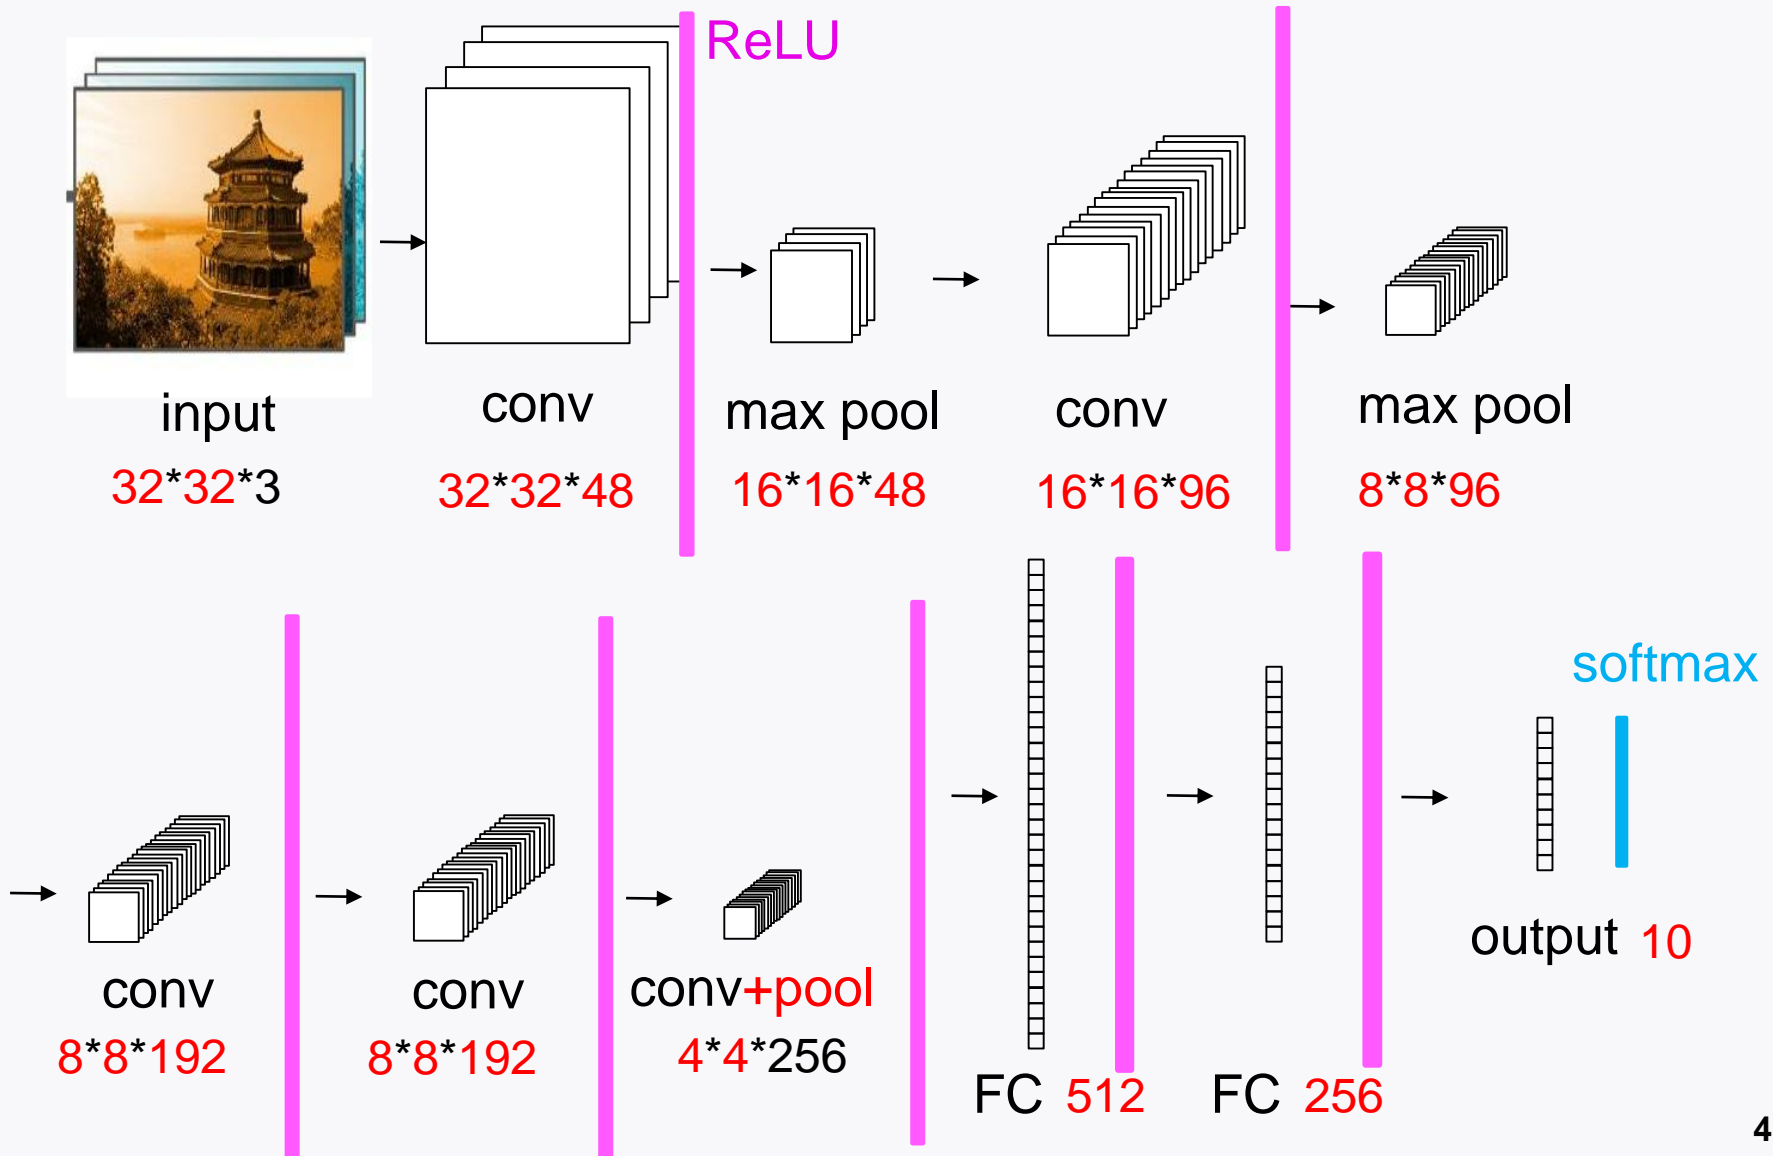 ReLU
input
conv
max pool
conv
max pool
32*32*3
32*32*48
16*16*48
16*16*96
8*8*96
softmax
output 10
conv
conv
conv+pool
8*8*192
8*8*192
4*4*256
FC 512
FC 256
4